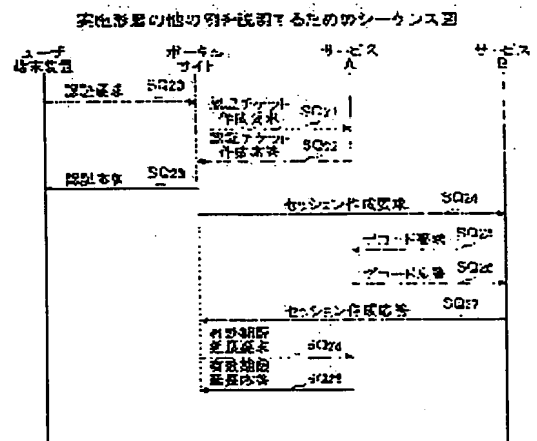 実施形態の他の例を説明するためのシーケンス図
ユーザ
端末装置
ポータル
サイト
サービス
A
サービス
B
認証要求 SQ20
認証チケット
作成要求 SQ21
認証チケット
作成応答 SQ22
認証応答 SQ23
セッション作成要求 SQ24
デコード要求 SQ25
デコード応答 SQ26
セッション作成応答 SQ27
有効期限
延長要求 SQ28
有効期限
延長応答 SQ29